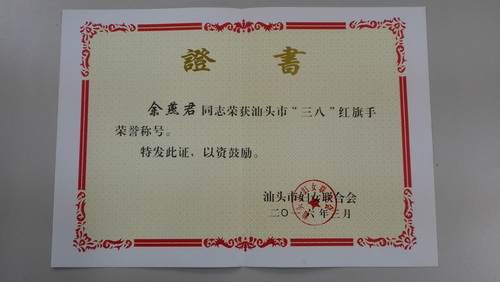 證書
余燕君同志荣获汕头市“三八”红旗手
荣誉称号。
特发此证，以资鼓励。
汕头市妇女联合会
二〇一六年三月